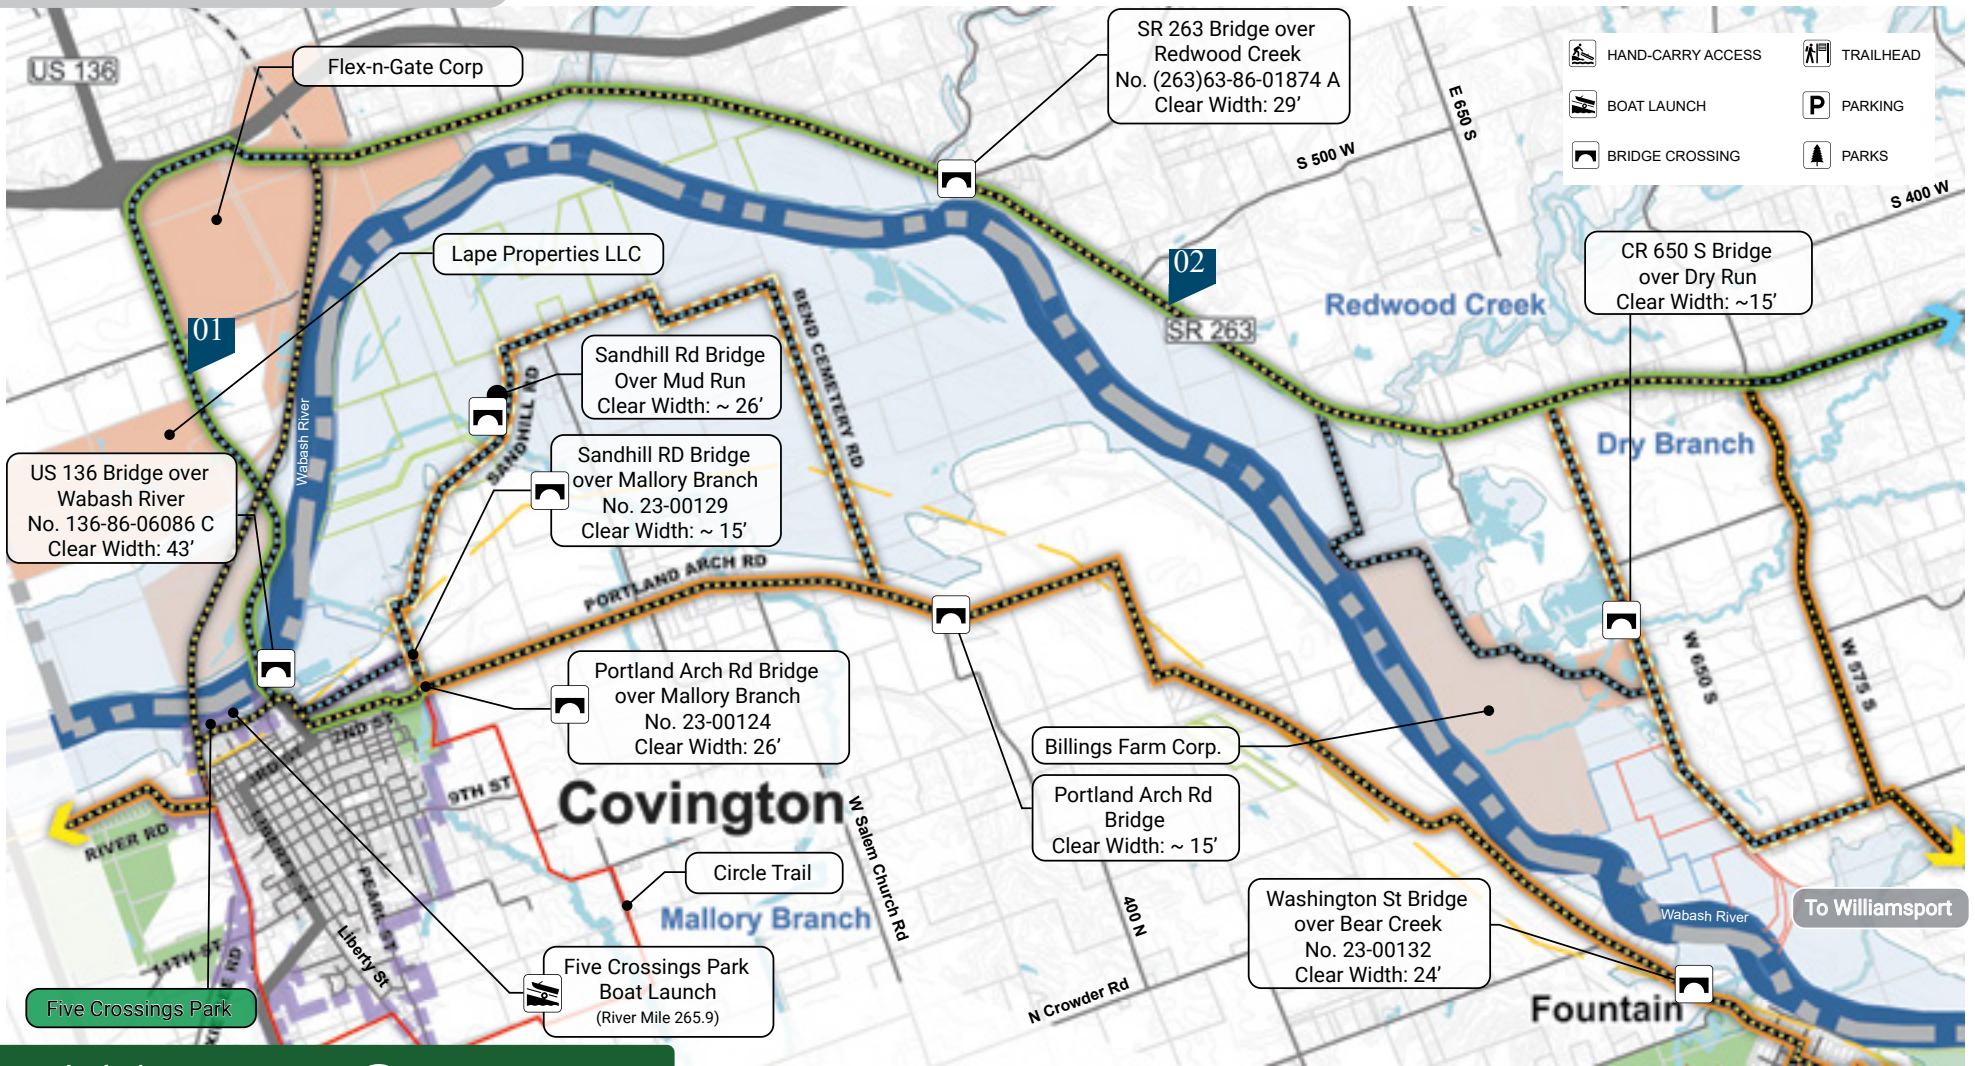 US 136
Flex-n-Gate Corp
SR 263 Bridge over
Redwood Creek
No. (263)63-86-01874 A
Clear Width: 29’
HAND-CARRY ACCESS
TRAILHEAD
BOAT LAUNCH
P
PARKING
BRIDGE CROSSING
PARKS
E 650 S
S 500 W
S 400 W
Lape Properties LLC
02
CR 650 S Bridge
over Dry Run
Clear Width: ~15’
Redwood Creek
SR 263
01
BEND CEMETERY RD
Sandhill Rd Bridge
Over Mud Run
Clear Width: ~ 26’
SANDHILL RD
Wabash River
Dry Branch
US 136 Bridge over
Wabash River
No. 136-86-06086 C
Clear Width: 43’
Sandhill RD Bridge
over Mallory Branch
No. 23-00129
Clear Width: ~ 15’
PORTLAND ARCH RD
W 650 S
W 575 S
Portland Arch Rd Bridge
over Mallory Branch
No. 23-00124
Clear Width: 26’
2ND ST
3RD ST
Billings Farm Corp.
9TH ST
Covington
Portland Arch Rd
Bridge
Clear Width: ~ 15’
W Salem Church Rd
RIVER RD
LIBERTY ST
PEARL ST
Circle Trail
Mallory Branch
400 N
Washington St Bridge
over Bear Creek
No. 23-00132
Clear Width: 24’
Wabash River
To Williamsport
11TH ST
Liberty St
Five Crossings Park
Boat Launch
(River Mile 265.9)
N Crowder Rd
Five Crossings Park
Fountain